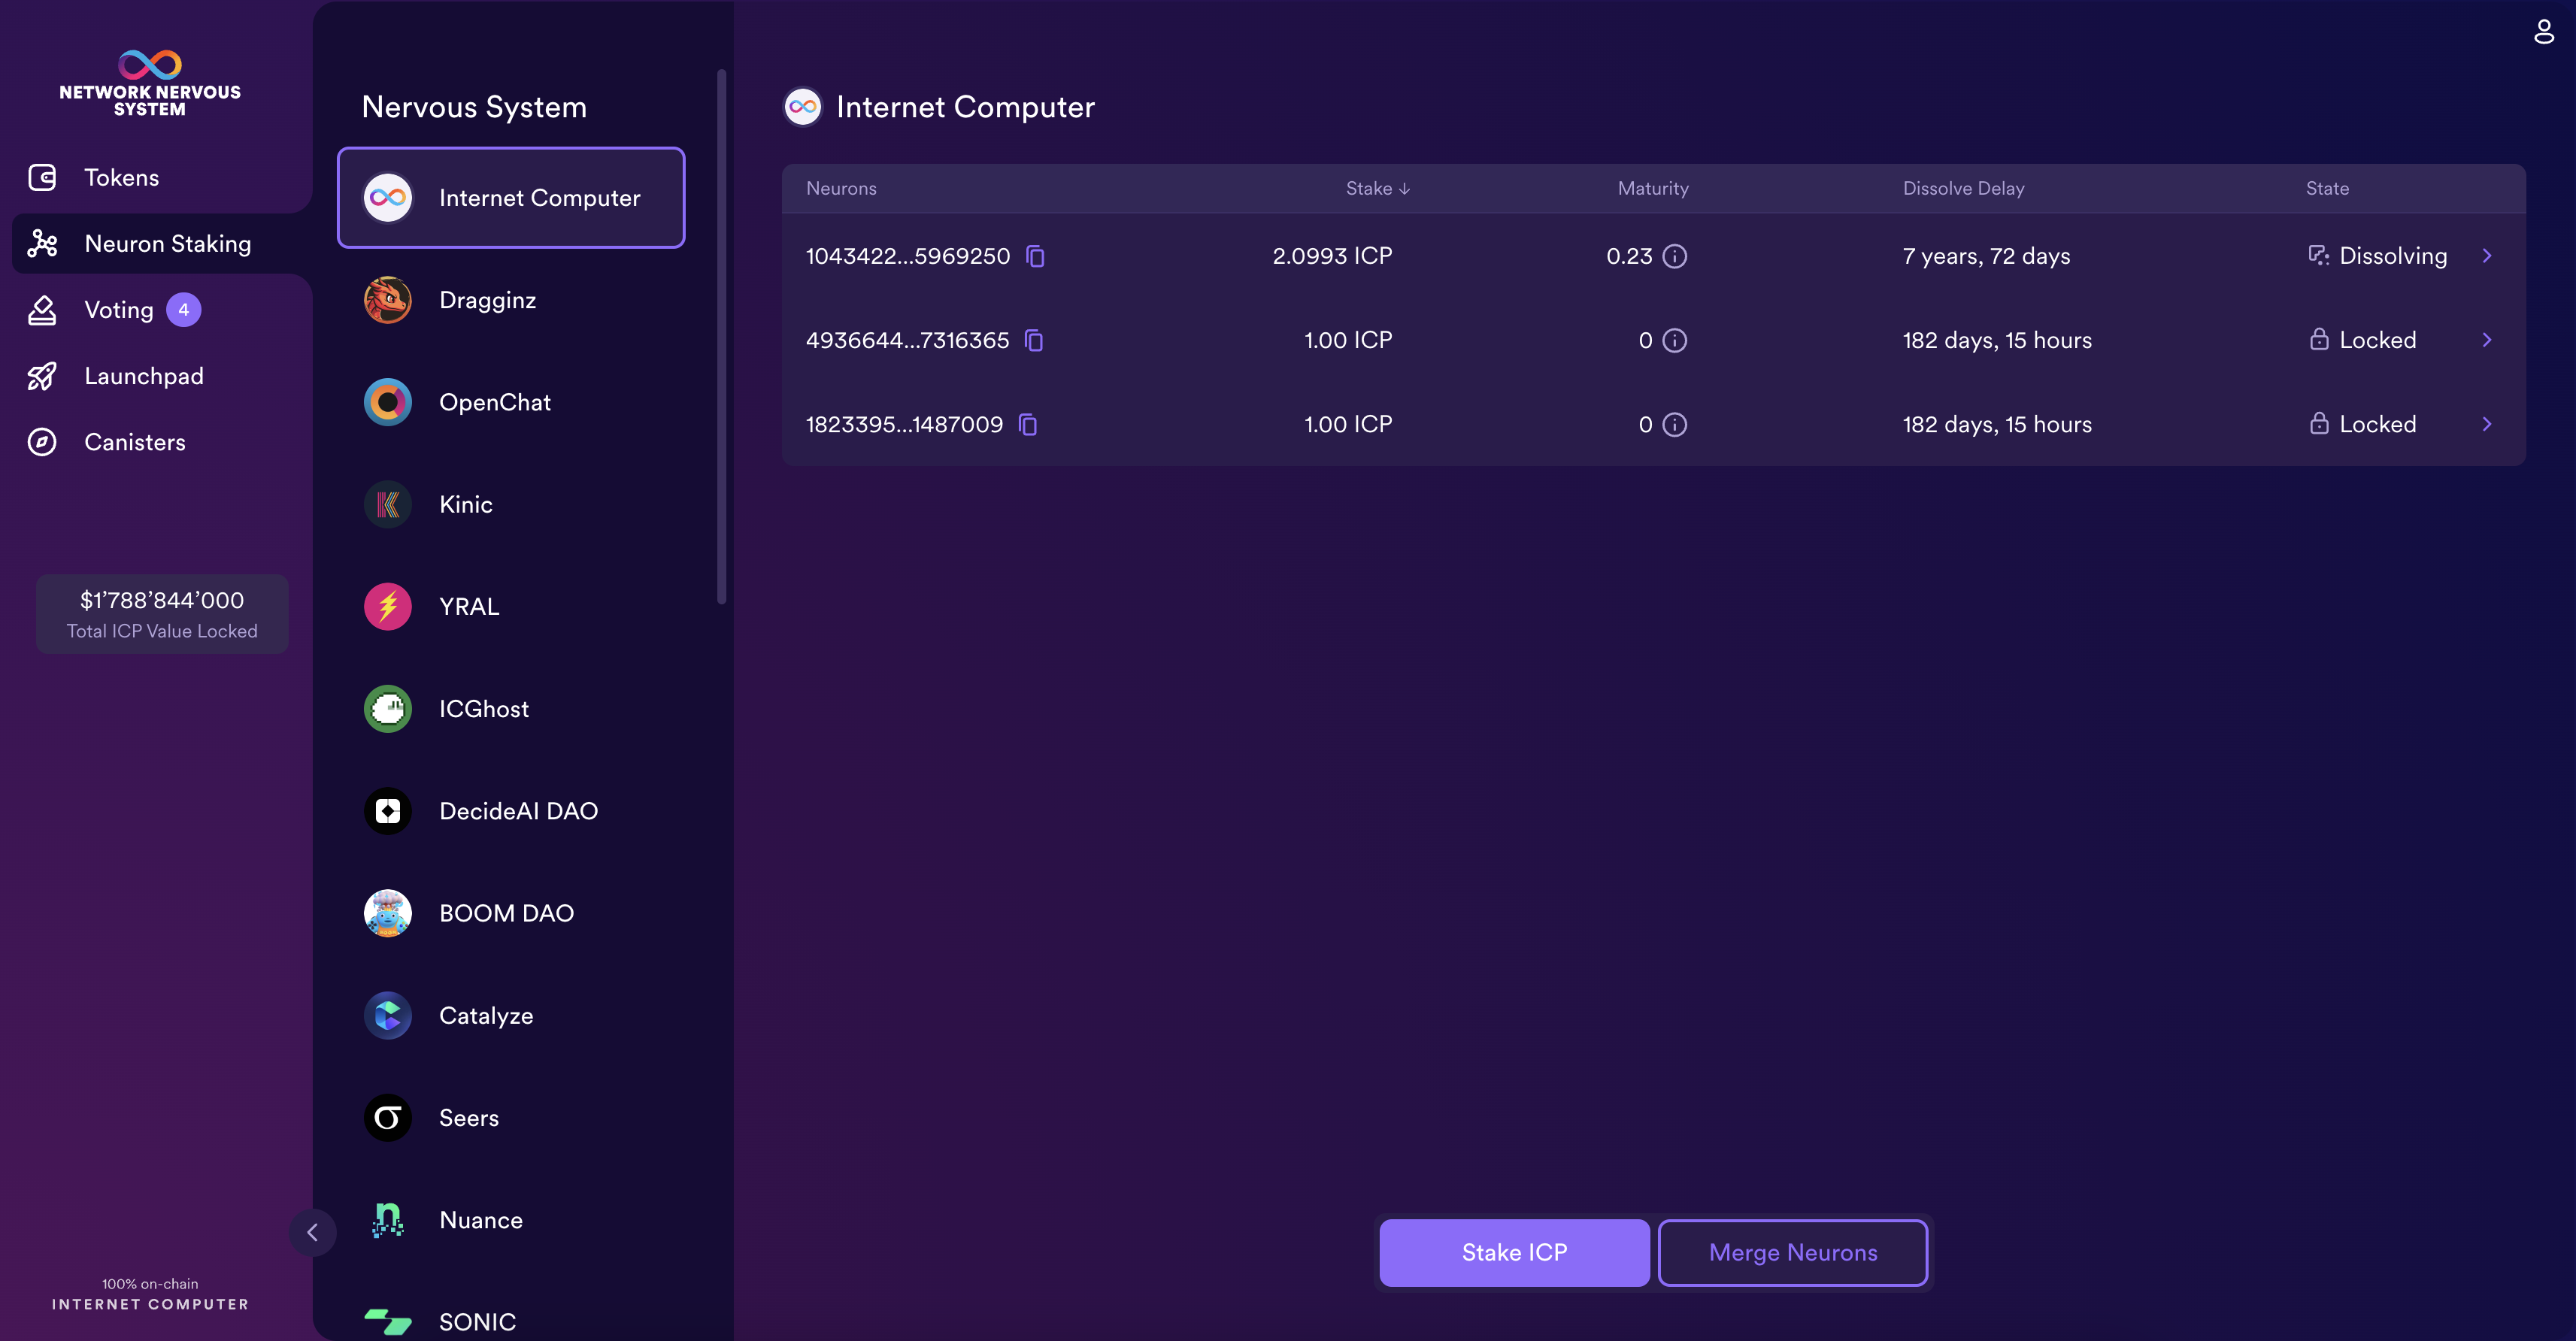 NETWORK NERVOUS
SYSTEM
Tokens
Neuron Staking
Voting 4
Launchpad
Canisters
$1’788’844’000
Total ICP Value Locked
100% on-chain
INTERNET COMPUTER
Nervous System
Internet Computer
Dragginz
OpenChat
Kinic
YRAL
ICGhost
DecideAI DAO
BOOM DAO
Catalyze
Seers
Nuance
SONIC
Internet Computer
Neurons Stake Maturity Dissolve Delay State
1043422...5969250 2.0993 ICP 0.23 7 years, 72 days Dissolving
4936644...7316365 1.00 ICP 0 182 days, 15 hours Locked
1823395...1487009 1.00 ICP 0 182 days, 15 hours Locked
Stake ICP Merge Neurons